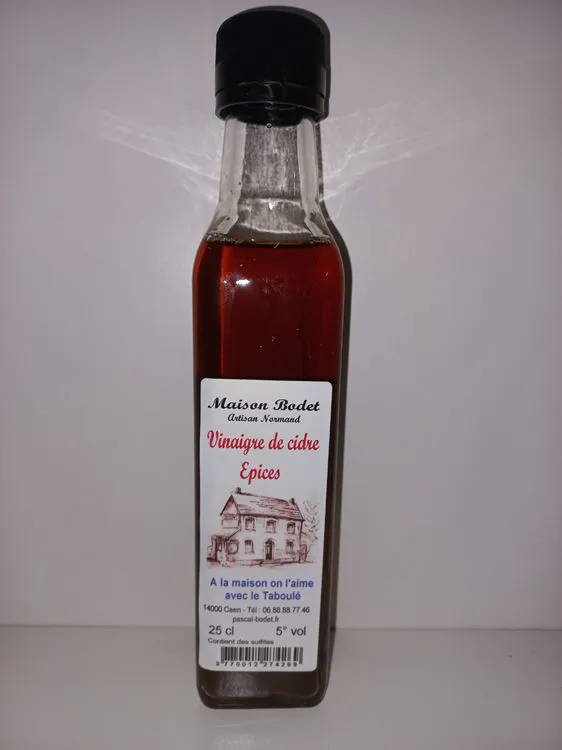 Maison Bodet
Artisan Normand
Vinaigre de cidre
Epices
A la maison on l'aime
avec le Taboulé
14000 Caen - Tél : 06.88.88.77.46
pascal-bodet.fr
25 cl 5° vol
Contient des sulfites
3770012274269